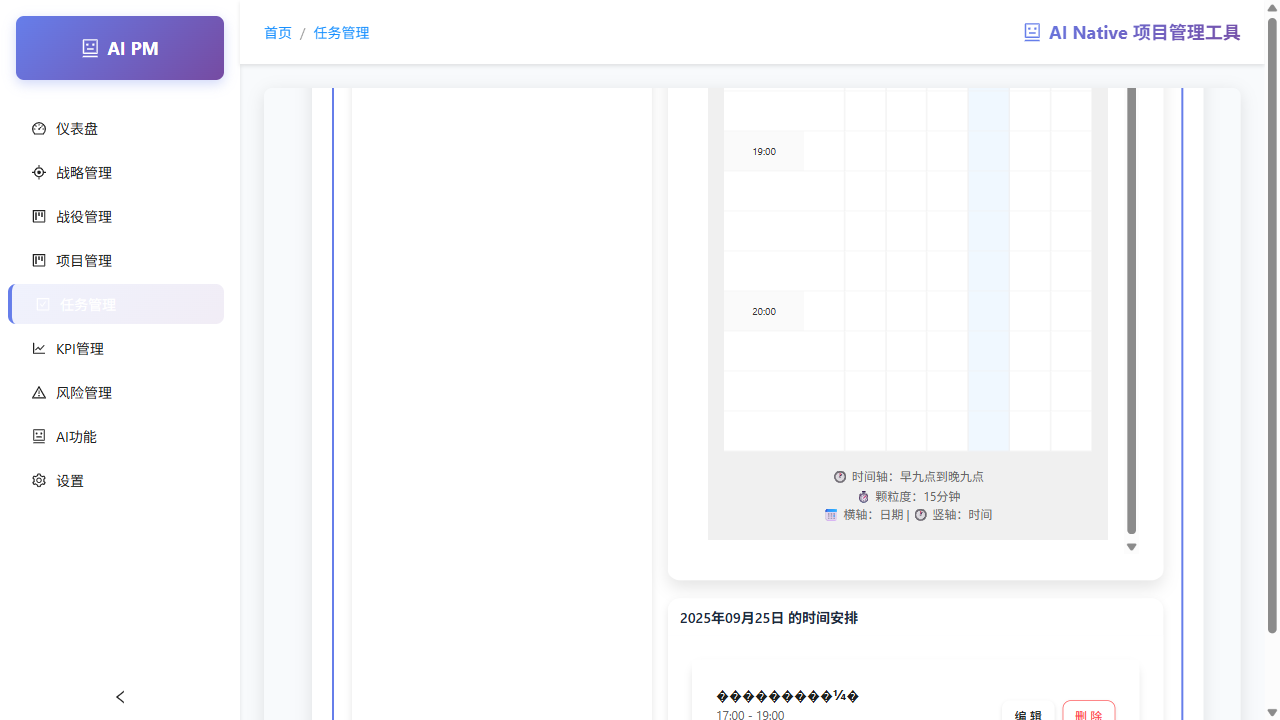 AI PM
仪表盘
战略管理
战役管理
项目管理
任务管理
KPI管理
风险管理
AI功能
设置
首页 / 任务管理
AI Native 项目管理工具
19:00
20:00
时间轴：早九点到晚九点
颗粒度：15分钟
横轴：日期 | 竖轴：时间
2025年09月25日 的时间安排
���������¼�
17:00 - 19:00
编 辑
删 除